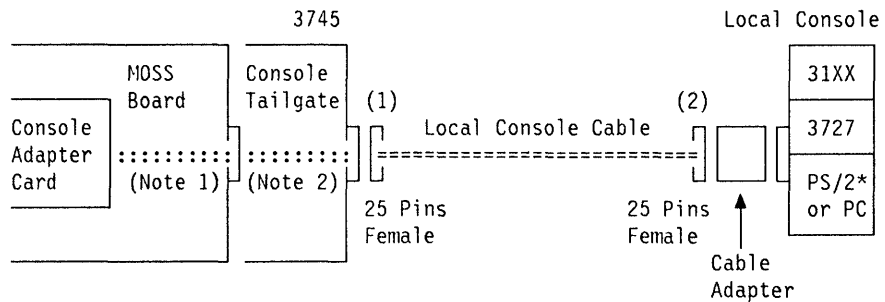 3745
Local Console
MOSS Board
Console Tailgate
(1)
(2)
31XX
Console Adapter Card
Local Console Cable
3727
(Note 1)
(Note 2)
PS/2*
or PC
25 Pins
Female
25 Pins
Female
Cable
Adapter